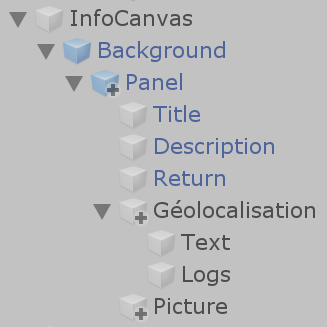 InfoCanvas
Background
Panel
Title
Description
Return
Géolocalisation
Text
Logs
Picture